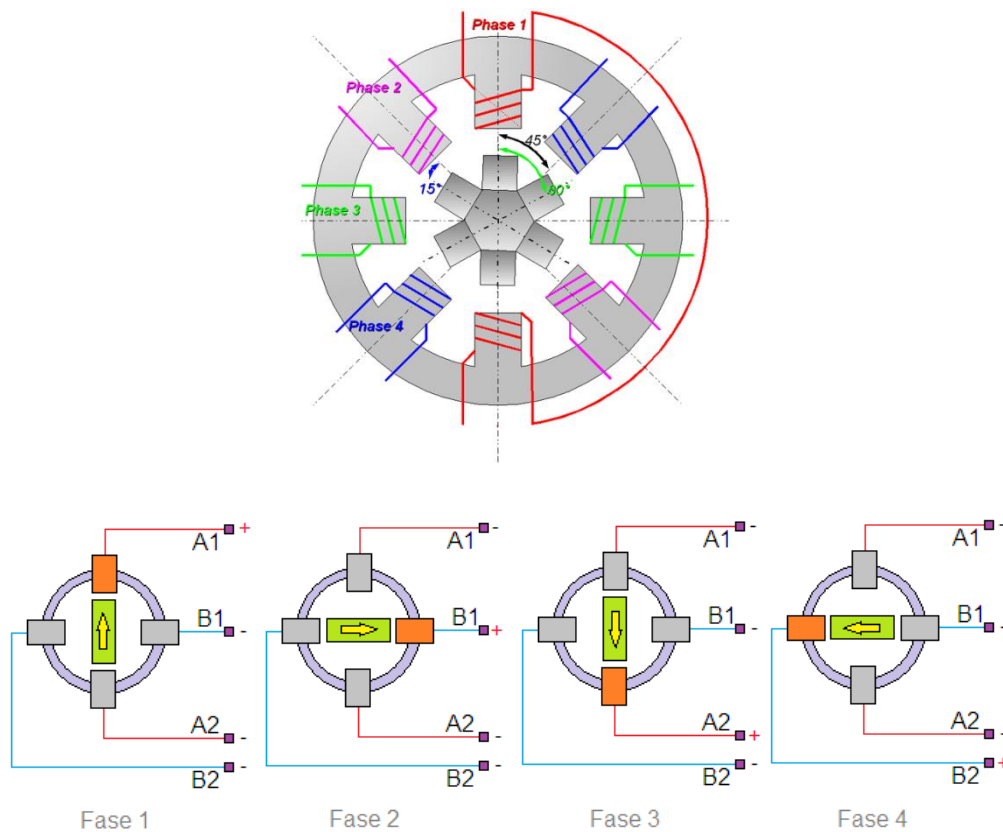 Phase 1
Phase 2
45°
15°
60°
Phase 3
Phase 4
A1 +
B1 -
A2 -
B2 -
Fase 1
A1 -
B1 +
A2 -
B2 -
Fase 2
A1 -
B1 -
A2 +
B2 -
Fase 3
A1 -
B1 -
A2 -
B2 +
Fase 4